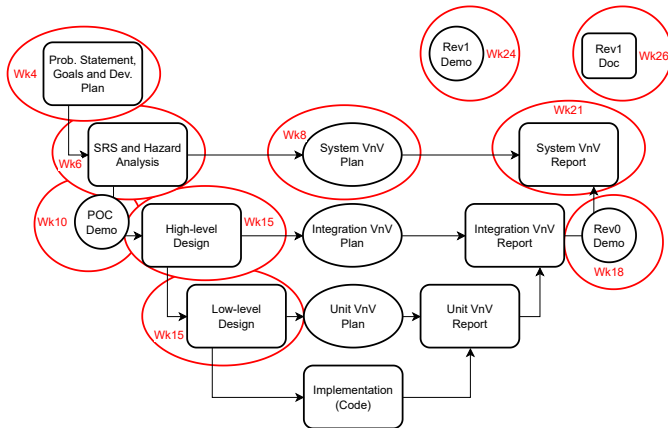 Wk4
Prob. Statement,
Goals and Dev.
Plan
Rev1
Demo
Wk24
Rev1
Doc
Wk26
Wk6
SRS and Hazard
Analysis
Wk8
System VnV
Plan
Wk21
System VnV
Report
Wk10
POC
Demo
High-level
Design
Wk15
Integration VnV
Plan
Integration VnV
Report
Rev0
Demo
Wk18
Wk15
Low-level
Design
Unit VnV
Plan
Unit VnV
Report
Implementation
(Code)